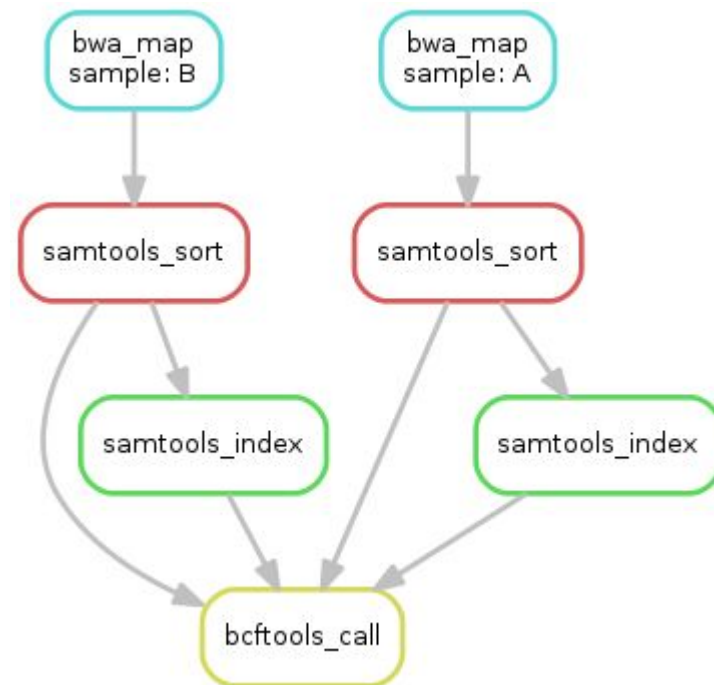 bwa_map
sample: B
bwa_map
sample: A
samtools_sort
samtools_sort
samtools_index
samtools_index
bcftools_call